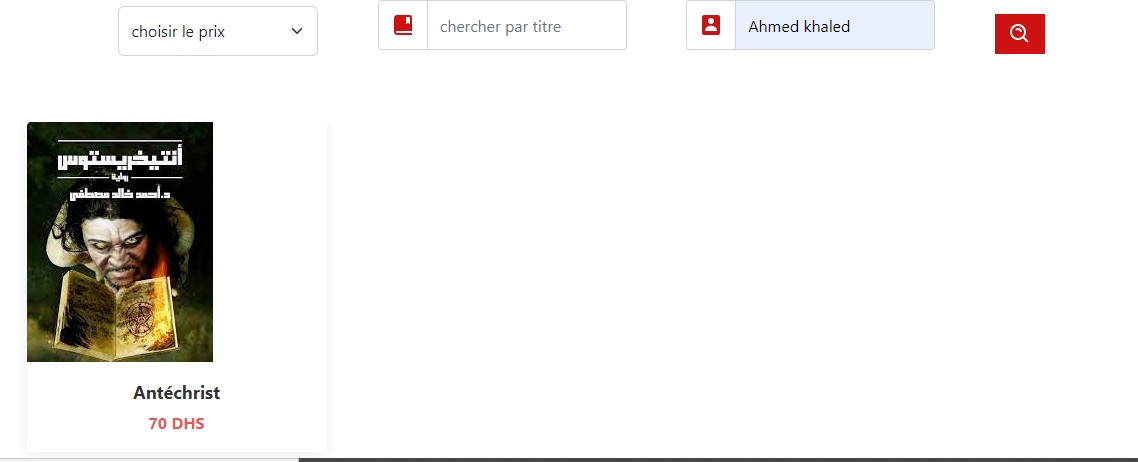 choisir le prix
chercher par titre
Ahmed khaled
أنتيخريستوس
رواية
د.أحمد خالد مصطفى
Antéchrist
70 DHS